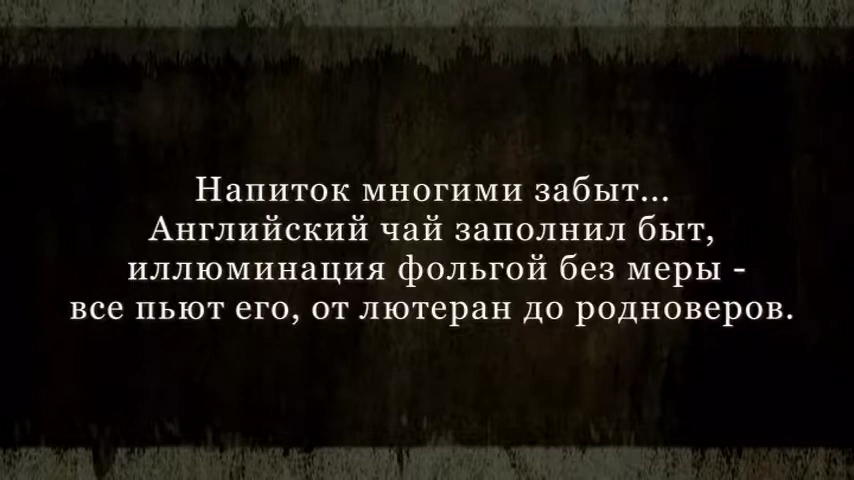 Напиток многими забыт...
Английский чай заполнил быт,
иллюминация фольгой без меры -
все пьют его, от лютеран до родноверов.